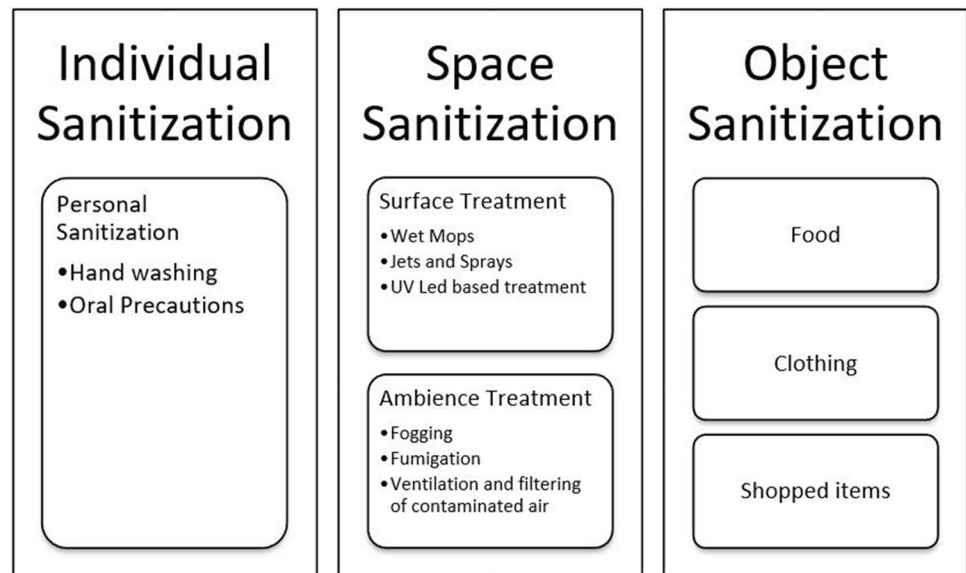 Individual
Sanitization
Personal
Sanitization
•Hand washing
•Oral Precautions
Space
Sanitization
Surface Treatment
•Wet Mops
•Jets and Sprays
•UV Led based treatment
Ambience Treatment
•Fogging
•Fumigation
•Ventilation and filtering
of contaminated air
Object
Sanitization
Food
Clothing
Shopped items